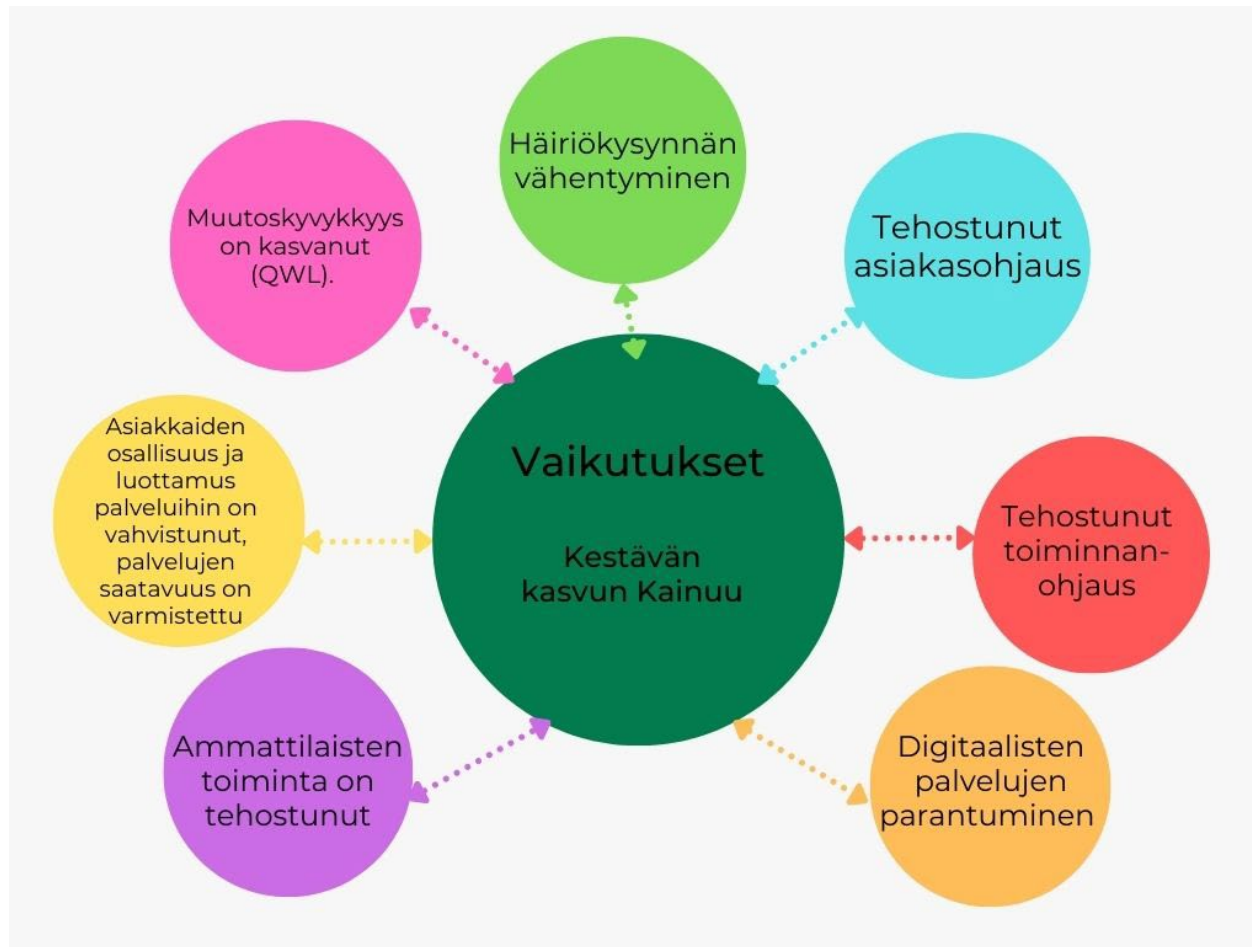 Häiriökysynnän
vähentyminen
Muutoskyvykkyys
on kasvanut
(QWL).
Tehostunut
asiakasohjaus
Vaikutukset
Kestävän
kasvun Kainuu
Asiakkaiden
osallisuus ja
luottamus
palveluihin on
vahvistunut,
palvelujen
saatavuus on
varmistettu
Tehostunut
toiminnan-
ohjaus
Ammattilaisten
toiminta on
tehostunut
Digitaalisten
palvelujen
parantuminen